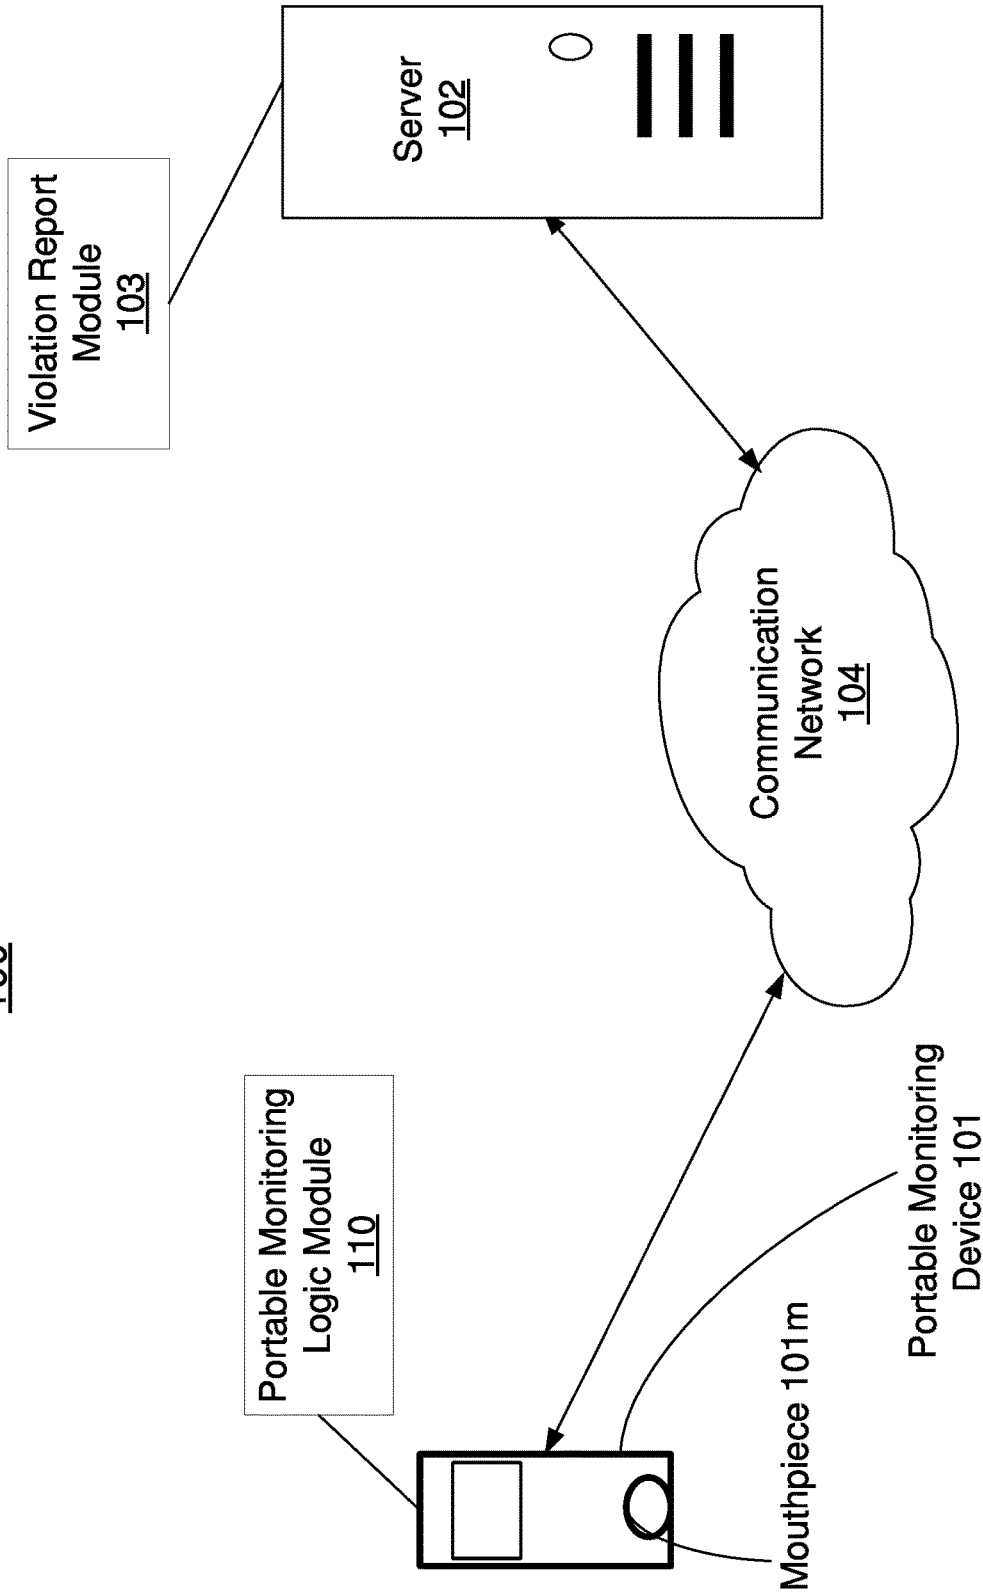 Violation Report
Module
103
Portable Monitoring
Logic Module
110
Server
102
Communication
Network
104
Mouthpiece 101m
Portable Monitoring
Device 101